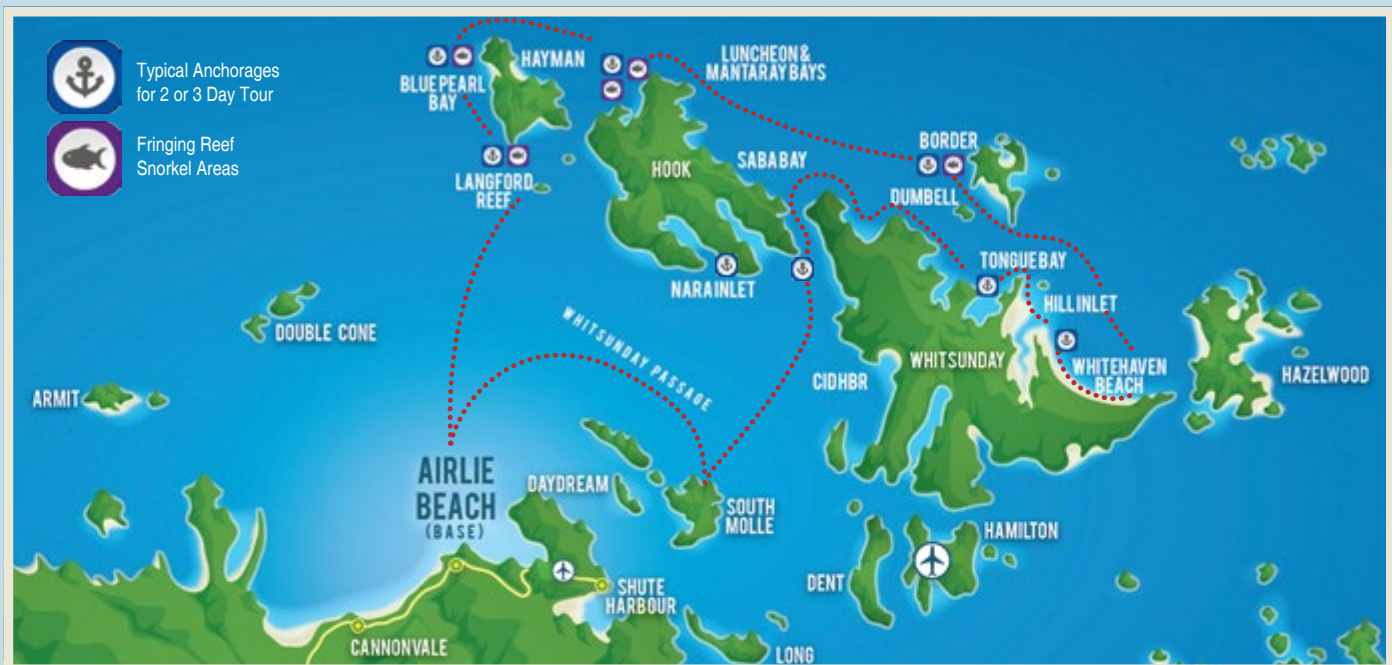 Typical Anchorages
for 2 or 3 Day Tour
Fringing Reef
Snorkel Areas
HAYMAN
BLUE PEARL
BAY
LUNCHEON &
MANTARAY BAYS
LANGFORD
REEF
HOOK
SABA BAY
BORDER
DUMBELL
NARAINLET
TONGUE BAY
HILL INLET
DOUBLE CONE
WHITSUNDAY PASSAGE
CIDHBR
WHITSUNDAY
WHITEHAVEN
BEACH
HAZELWOOD
ARMIT
AIRLIE
BEACH
(BASE)
DAYDREAM
SOUTH
MOLLE
HAMILTON
DENT
SHUTE
HARBOUR
CANNONVALE
LONG